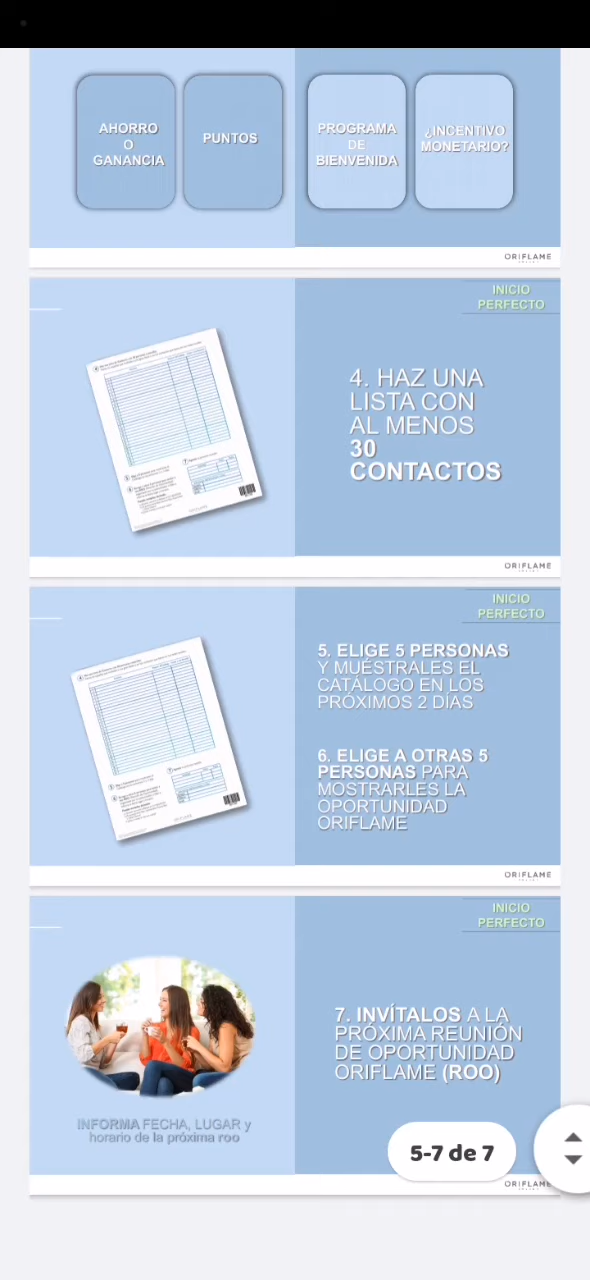 AHORRO
O
GANANCIA
PUNTOS
PROGRAMA
DE
BIENVENIDA
¿INCENTIVO
MONETARIO?
ORIFLAME
INICIO
PERFECTO
4. HAZ UNA
LISTA CON
AL MENOS
30
CONTACTOS
ORIFLAME
INICIO
PERFECTO
5. ELIGE 5 PERSONAS
Y MUÉSTRALES EL
CATÁLOGO EN LOS
PRÓXIMOS 2 DÍAS
6. ELIGE A OTRAS 5
PERSONAS PARA
MOSTRARLES LA
OPORTUNIDAD
ORIFLAME
ORIFLAME
INICIO
PERFECTO
7. INVÍTALOS A LA
PRÓXIMA REUNIÓN
DE OPORTUNIDAD
ORIFLAME (ROO)
INFORMA FECHA, LUGAR y
horario de la próxima roo
5-7 de 7
ORIFLAME